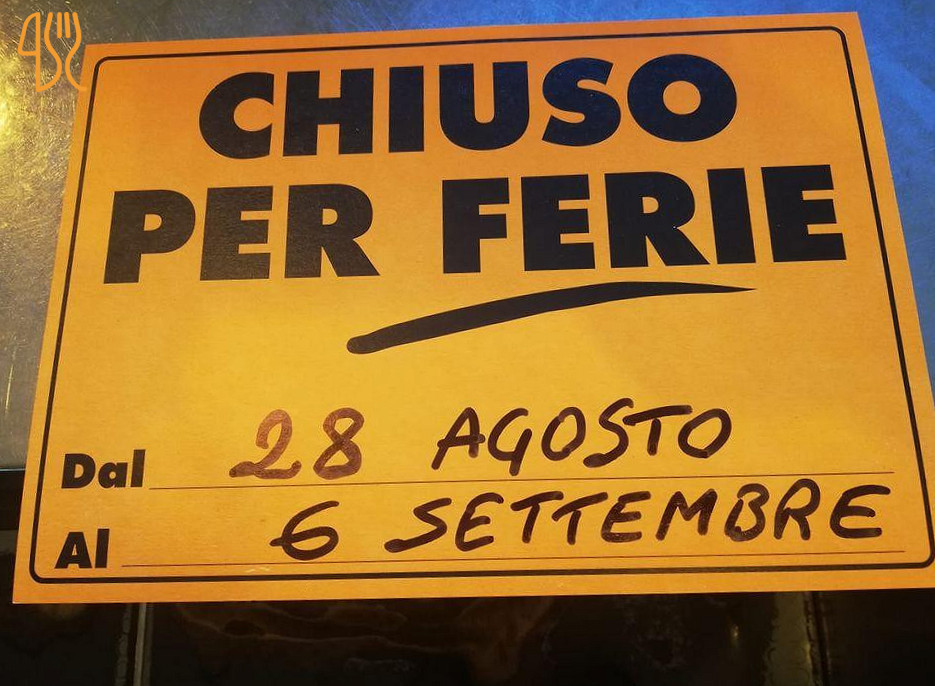 CHIUSO
PER FERIE
Dal 28 AGOSTO
Al 6 SETTEMBRE